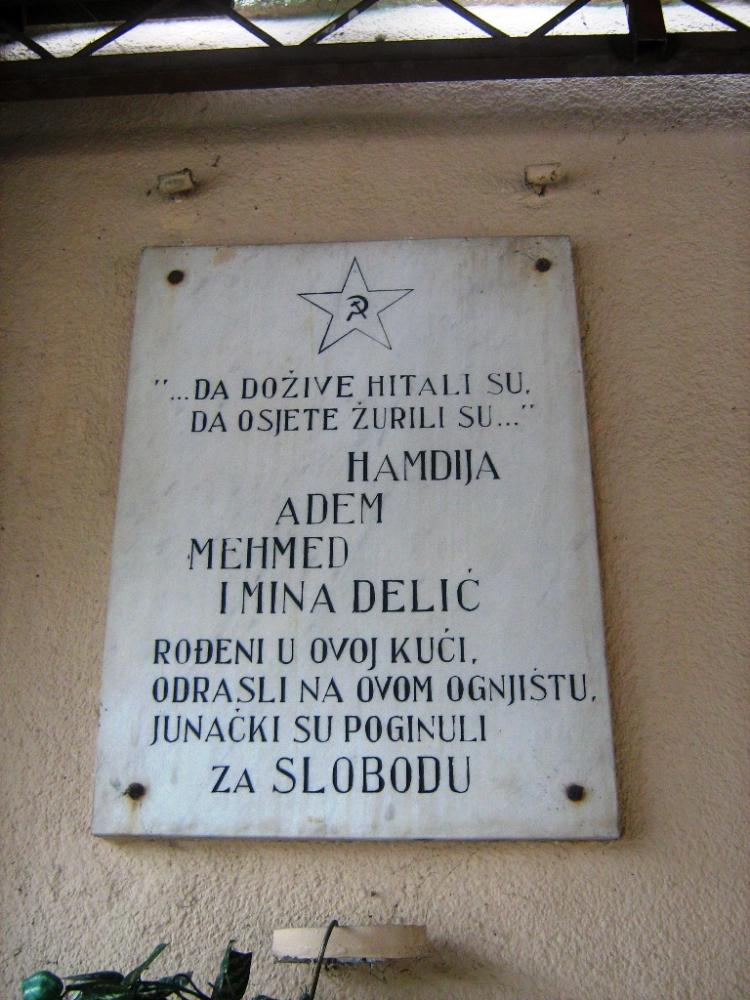 "...DA DOŽIVE HITALI SU,
DA OSJETE ŽURILI SU..."
HAMDIJA
ADEM
MEHMED
I MINA DELIĆ
ROĐENI U OVOJ KUĆI,
ODRASLI NA OVOM OGNJIŠTU,
JUNAČKI SU POGINULI
ZA SLOBODU